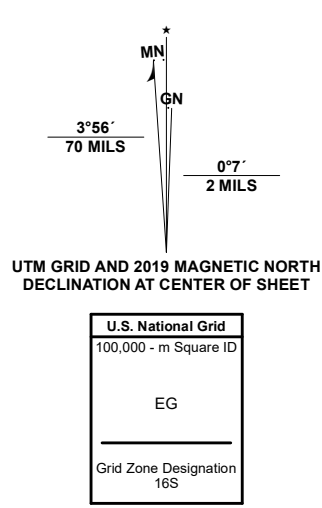 ★
MN
GN
3°56´
70 MILS
0°7´
2 MILS
UTM GRID AND 2019 MAGNETIC NORTH
DECLINATION AT CENTER OF SHEET
U.S. National Grid
100,000 - m Square ID
EG
Grid Zone Designation
16S